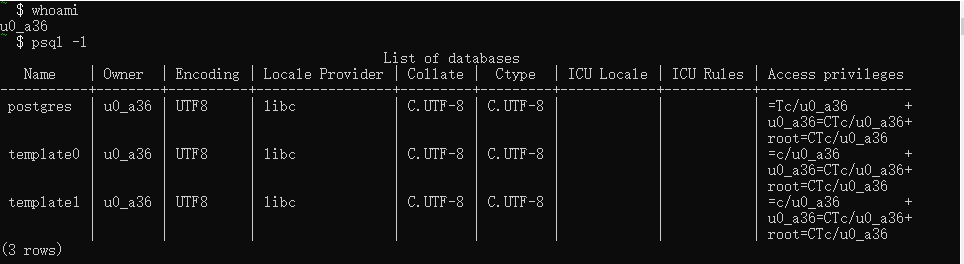 ~ $ whoami
u0_a36
~ $ psql -l
List of databases
Name | Owner | Encoding | Locale Provider | Collate | Ctype | ICU Locale | ICU Rules | Access privileges
-----------+--------+----------+-----------------+---------+---------+------------+-----------+-------------------
postgres | u0_a36 | UTF8 | libc | C.UTF-8 | C.UTF-8 | | | =Tc/u0_a36 +
| | | | | | | | u0_a36=CTc/u0_a36+
| | | | | | | | root=CTc/u0_a36
template0 | u0_a36 | UTF8 | libc | C.UTF-8 | C.UTF-8 | | | =c/u0_a36 +
| | | | | | | | u0_a36=CTc/u0_a36+
| | | | | | | | root=CTc/u0_a36
template1 | u0_a36 | UTF8 | libc | C.UTF-8 | C.UTF-8 | | | =c/u0_a36 +
| | | | | | | | u0_a36=CTc/u0_a36+
| | | | | | | | root=CTc/u0_a36
(3 rows)